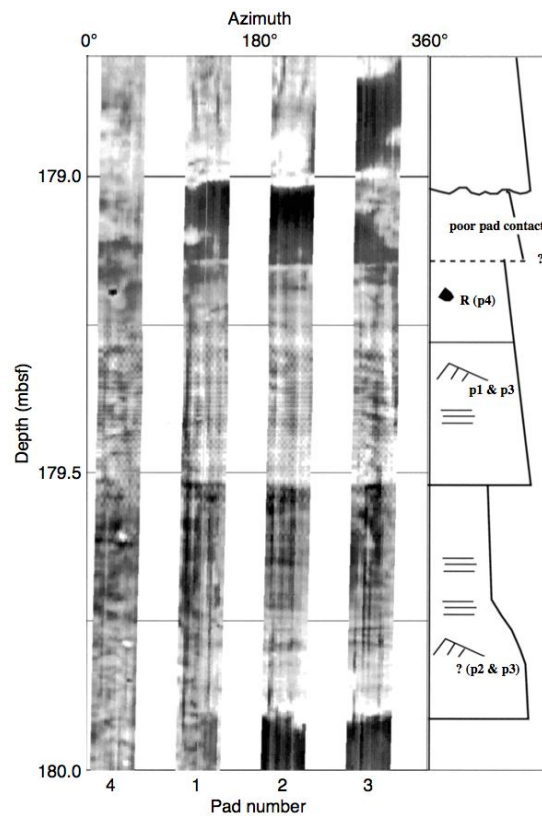 Azimuth
0° 180° 360°
179.0
poor pad contact
?
R (p4)
p1 & p3
Depth (mbsf)
179.5
? (p2 & p3)
180.0
4 1 2 3
Pad number